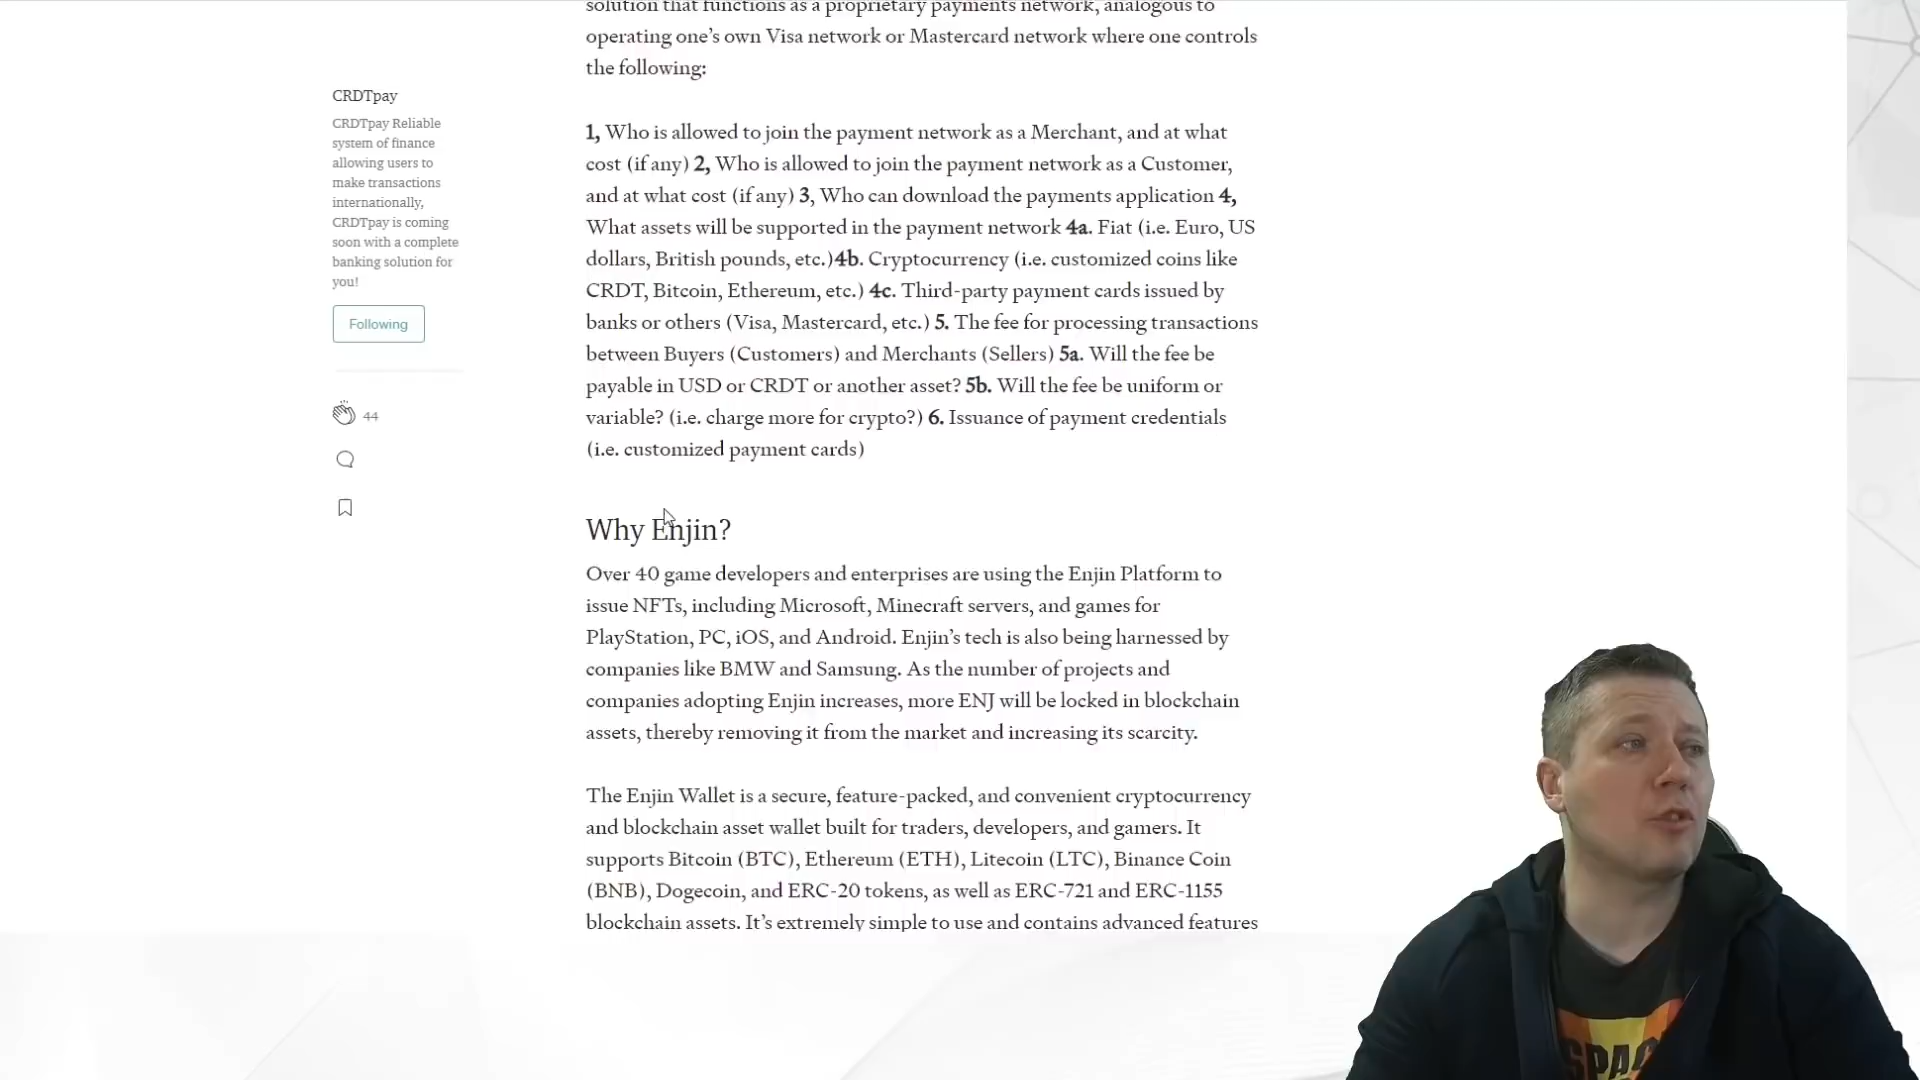 solution that functions as a proprietary payments network, analogous to
operating one’s own Visa network or Mastercard network where one controls
the following:
CRDTpay
CRDTpay Reliable
system of finance
allowing users to
make transactions
internationally,
CRDTpay is coming
soon with a complete
banking solution for
you!
Following
44
1, Who is allowed to join the payment network as a Merchant, and at what
cost (if any) 2, Who is allowed to join the payment network as a Customer,
and at what cost (if any) 3, Who can download the payments application 4,
What assets will be supported in the payment network 4a. Fiat (i.e. Euro, US
dollars, British pounds, etc.)4b. Cryptocurrency (i.e. customized coins like
CRDT, Bitcoin, Ethereum, etc.) 4c. Third-party payment cards issued by
banks or others (Visa, Mastercard, etc.) 5. The fee for processing transactions
between Buyers (Customers) and Merchants (Sellers) 5a. Will the fee be
payable in USD or CRDT or another asset? 5b. Will the fee be uniform or
variable? (i.e. charge more for crypto?) 6. Issuance of payment credentials
(i.e. customized payment cards)
Why Enjin?
Over 40 game developers and enterprises are using the Enjin Platform to
issue NFTs, including Microsoft, Minecraft servers, and games for
PlayStation, PC, iOS, and Android. Enjin’s tech is also being harnessed by
companies like BMW and Samsung. As the number of projects and
companies adopting Enjin increases, more ENJ will be locked in blockchain
assets, thereby removing it from the market and increasing its scarcity.
The Enjin Wallet is a secure, feature-packed, and convenient cryptocurrency
and blockchain asset wallet built for traders, developers, and gamers. It
supports Bitcoin (BTC), Ethereum (ETH), Litecoin (LTC), Binance Coin
(BNB), Dogecoin, and ERC-20 tokens, as well as ERC-721 and ERC-1155
blockchain assets. It’s extremely simple to use and contains advanced features